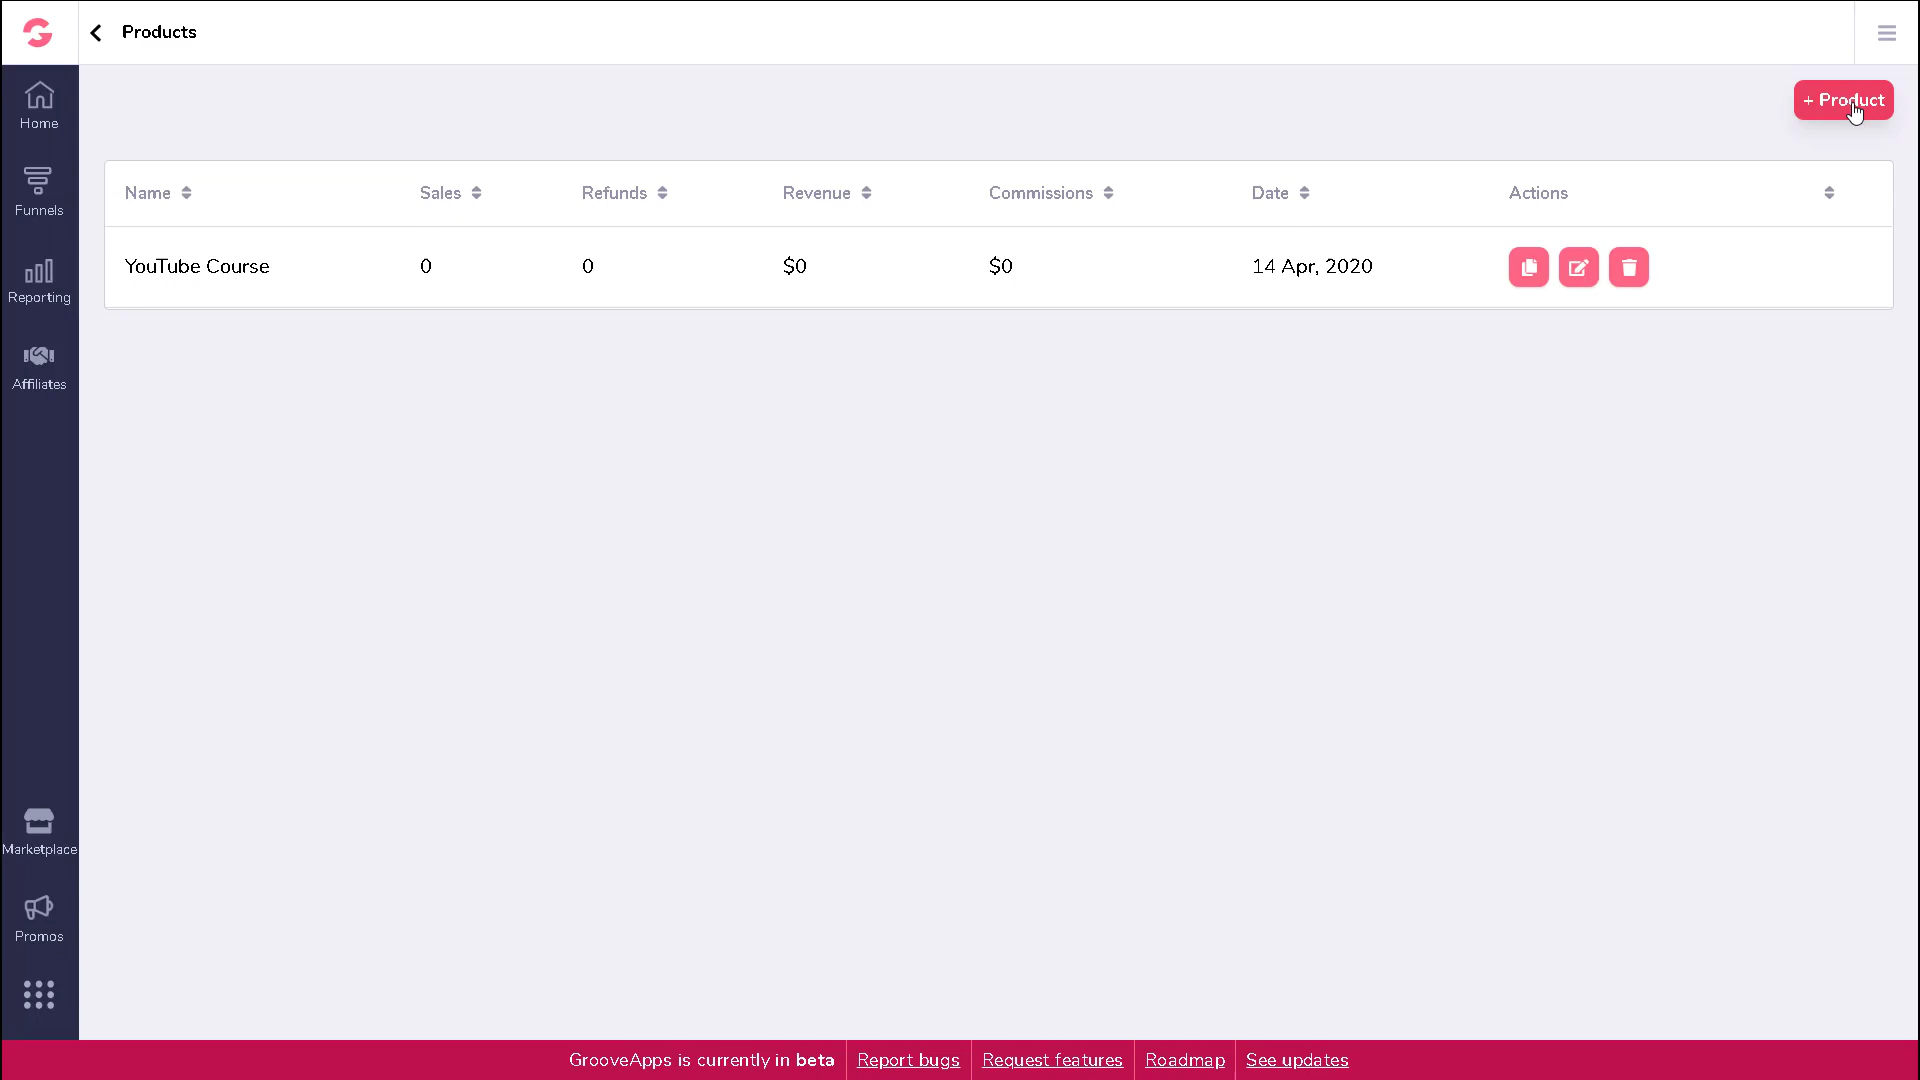 Products
+ Product
Home
Funnels
Reporting
Affiliates
Marketplace
Promos
Name Sales Refunds Revenue Commissions Date Actions
YouTube Course 0 0 $0 $0 14 Apr, 2020
GrooveApps is currently in beta Report bugs Request features Roadmap See updates